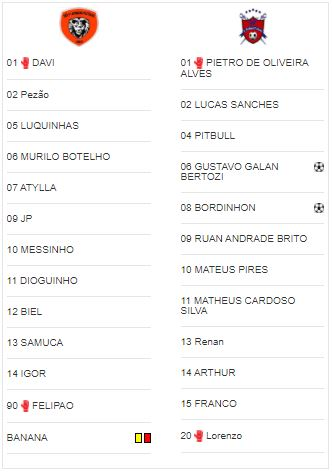 01 DAVI
02 Pezão
05 LUQUINHAS
06 MURILO BOTELHO
07 ATYLLA
09 JP
10 MESSINHO
11 DIOGUINHO
12 BIEL
13 SAMUCA
14 IGOR
90 FELIPAO
BANANA
01 PIETRO DE OLIVEIRA
ALVES
02 LUCAS SANCHES
04 PITBULL
06 GUSTAVO GALAN
BERTOZI
08 BORDINHON
09 RUAN ANDRADE BRITO
10 MATEUS PIRES
11 MATHEUS CARDOSO
SILVA
13 Renan
14 ARTHUR
15 FRANCO
20 Lorenzo